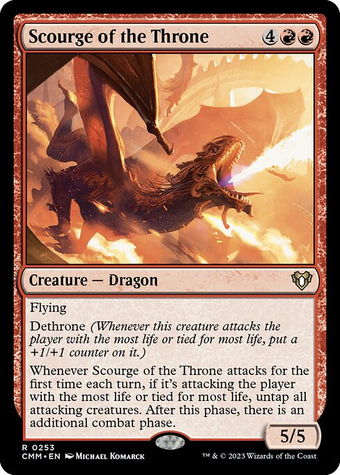 Scourge of the Throne 4
Creature — Dragon
Flying
Dethrone (Whenever this creature attacks the
player with the most life or tied for most life, put a
+1/+1 counter on it.)
Whenever Scourge of the Throne attacks for
the first time each turn, if it's attacking the player
with the most life or tied for most life, untap all
attacking creatures. After this phase, there is an
additional combat phase.
5/5
R 0253
CMM • EN Michael Komarck
™ & © 2023 Wizards of the Coast